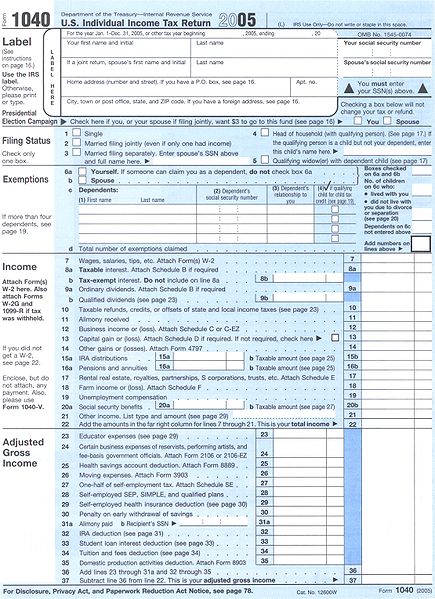 Form 1040 Department of the Treasury—Internal Revenue Service
U.S. Individual Income Tax Return 2005 (L) IRS Use Only—Do not write or staple in this space.
Label
(See instructions on page 16.)
Use the IRS label.
Otherwise, please print or type.
LABEL HERE
For the year Jan. 1–Dec. 31, 2005, or other tax year beginning , 2005, ending , 20 OMB No. 1545-0074
Your first name and initial Last name Your social security number
If a joint return, spouse's first name and initial Last name Spouse's social security number
Home address (number and street). If you have a P.O. box, see page 16. Apt. no.
You must enter your SSN(s) above.
City, town or post office, state, and ZIP code. If you have a foreign address, see page 16.
Checking a box below will not change your tax or refund.
Presidential Election Campaign Check here if you, or your spouse if filing jointly, want $3 to go to this fund (see page 16) You Spouse
Filing Status
Check only one box.
1 Single
2 Married filing jointly (even if only one had income)
3 Married filing separately. Enter spouse's SSN above and full name here.
4 Head of household (with qualifying person). (See page 17.) If the qualifying person is a child but not your dependent, enter this child's name here.
5 Qualifying widow(er) with dependent child (see page 17)
Exemptions
6a Yourself. If someone can claim you as a dependent, do not check box 6a
b Spouse
c Dependents:
(1) First name Last name
(2) Dependent's social security number
(3) Dependent's relationship to you
(4) if qualifying child for child tax credit (see page 19)
If more than four dependents, see page 19.
Boxes checked on 6a and 6b
No. of children on 6c who:
• lived with you
• did not live with you due to divorce or separation (see page 20)
Dependents on 6c not entered above
Add numbers on lines above
d Total number of exemptions claimed
Income
Attach Form(s) W-2 here. Also attach Forms W-2G and 1099-R if tax was withheld.
If you did not get a W-2, see page 22.
Enclose, but do not attach, any payment. Also, please use Form 1040-V.
7 Wages, salaries, tips, etc. Attach Form(s) W-2 7
8a Taxable interest. Attach Schedule B if required 8a
b Tax-exempt interest. Do not include on line 8a 8b
9a Ordinary dividends. Attach Schedule B if required 9a
b Qualified dividends (see page 23) 9b
10 Taxable refunds, credits, or offsets of state and local income taxes (see page 23) 10
11 Alimony received 11
12 Business income or (loss). Attach Schedule C or C-EZ 12
13 Capital gain or (loss). Attach Schedule D if required. If not required, check here 13
14 Other gains or (losses). Attach Form 4797 14
15a IRA distributions 15a b Taxable amount (see page 25) 15b
16a Pensions and annuities 16a b Taxable amount (see page 25) 16b
17 Rental real estate, royalties, partnerships, S corporations, trusts, etc. Attach Schedule E 17
18 Farm income or (loss). Attach Schedule F 18
19 Unemployment compensation 19
20a Social security benefits 20a b Taxable amount (see page 27) 20b
21 Other income. List type and amount (see page 29) 21
22 Add the amounts in the far right column for lines 7 through 21. This is your total income 22
Adjusted Gross Income
23 Educator expenses (see page 29) 23
24 Certain business expenses of reservists, performing artists, and fee-basis government officials. Attach Form 2106 or 2106-EZ 24
25 Health savings account deduction. Attach Form 8889 25
26 Moving expenses. Attach Form 3903 26
27 One-half of self-employment tax. Attach Schedule SE 27
28 Self-employed SEP, SIMPLE, and qualified plans 28
29 Self-employed health insurance deduction (see page 30) 29
30 Penalty on early withdrawal of savings 30
31a Alimony paid b Recipient's SSN 31a
32 IRA deduction (see page 31) 32
33 Student loan interest deduction (see page 33) 33
34 Tuition and fees deduction (see page 34) 34
35 Domestic production activities deduction. Attach Form 8903 35
36 Add lines 23 through 31a and 32 through 35 36
37 Subtract line 36 from line 22. This is your adjusted gross income 37
For Disclosure, Privacy Act, and Paperwork Reduction Act Notice, see page 78. Cat. No. 12600W Form 1040 (2005)